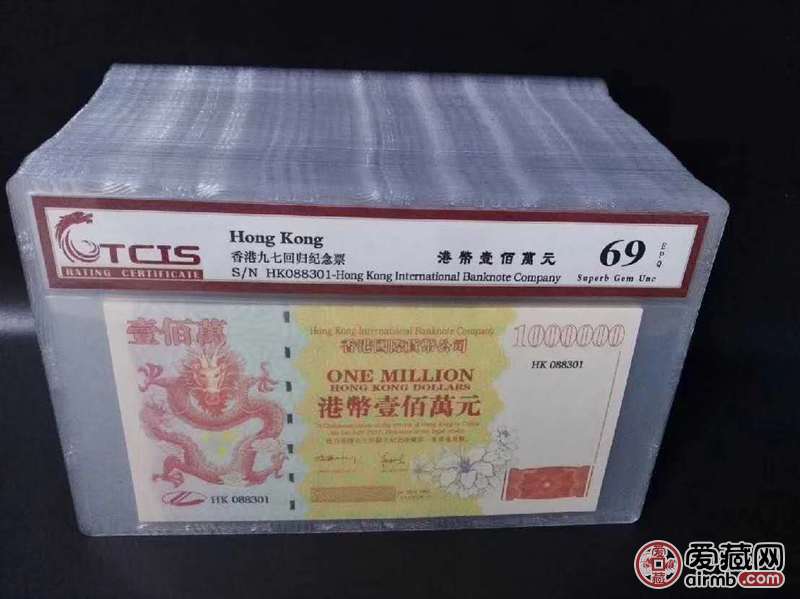 TCIS
RATING CERTIFICATE
Hong Kong
香港九七回归纪念票
S/N HK088301-Hong Kong International Banknote Company
港幣壹佰萬元
69
EPQ
Superb Gem Unc
壹佰萬
Hong Kong International Banknote Company
香港國際貨幣公司
1000000
HK 088301
ONE MILLION
HONG KONG DOLLARS
港幣壹佰萬元
HK 088301
爱藏网
airmb.com